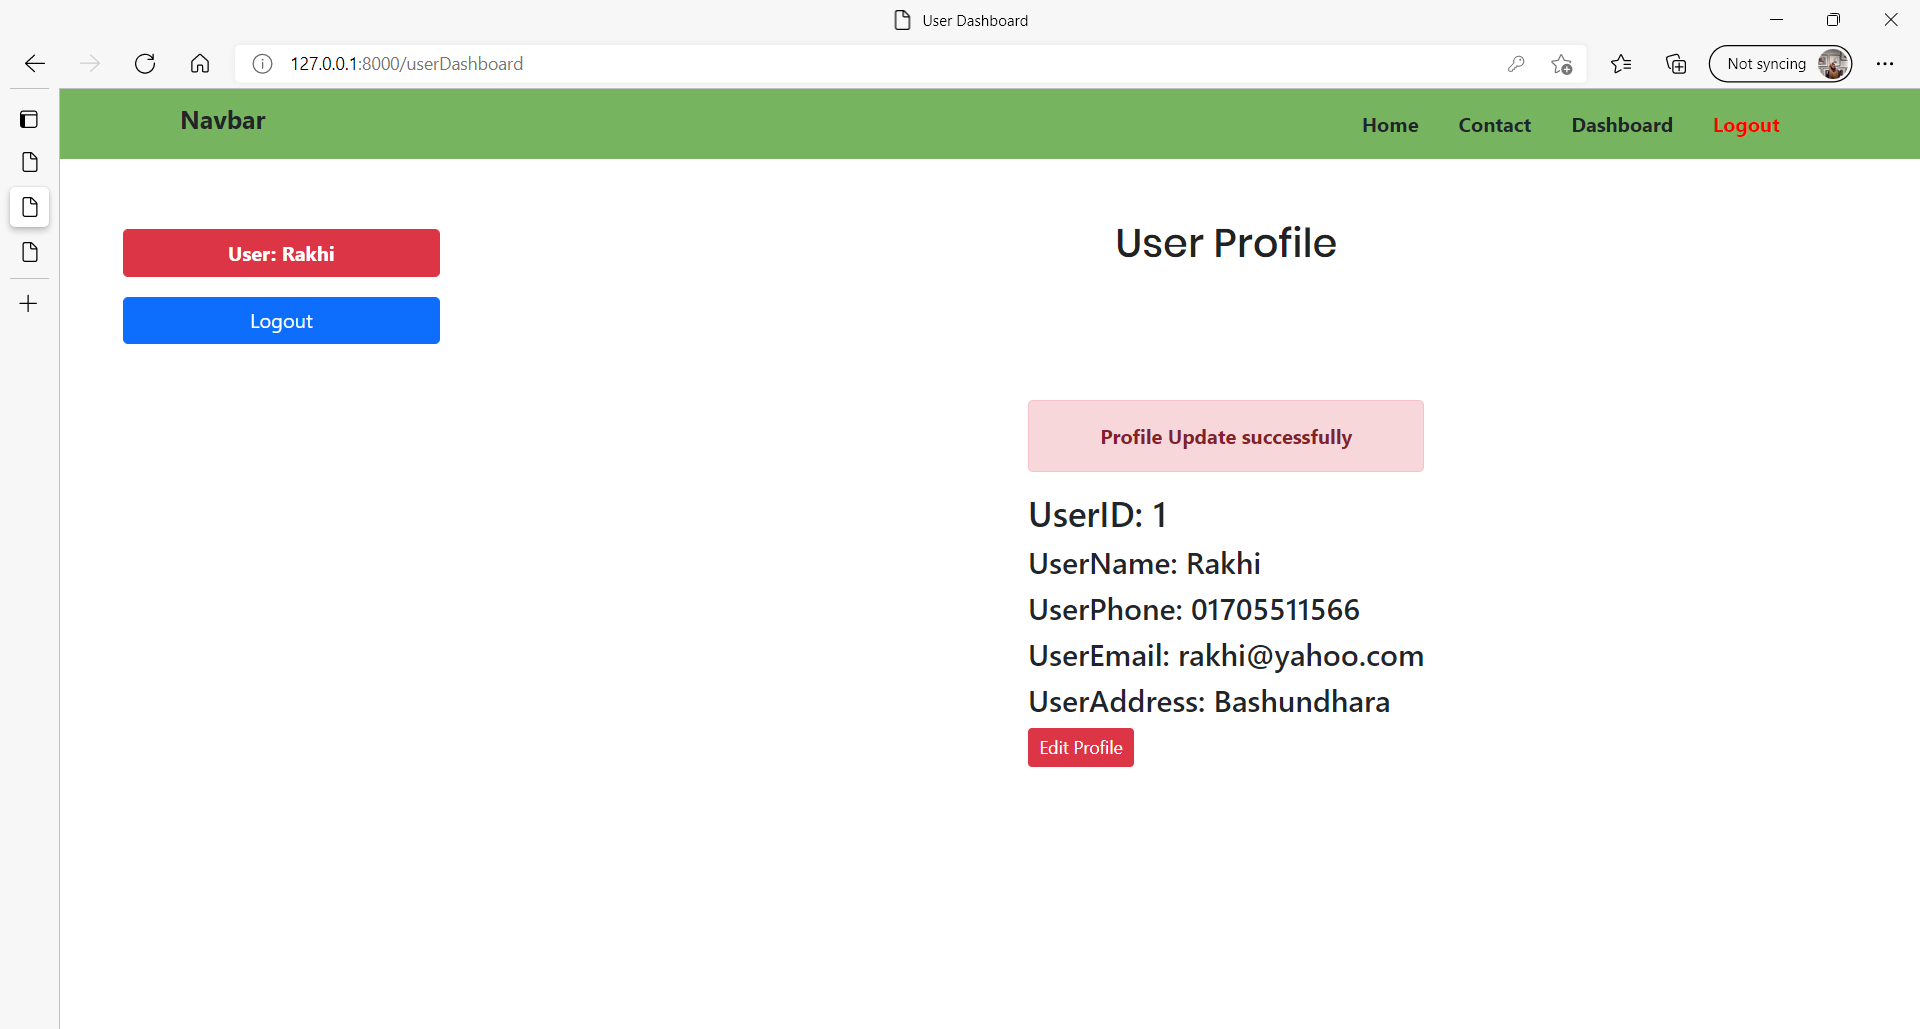 User Dashboard
127.0.0.1:8000/userDashboard
Not syncing
Navbar
Home Contact Dashboard Logout
User: Rakhi
Logout
User Profile
Profile Update successfully
UserID: 1
UserName: Rakhi
UserPhone: 01705511566
UserEmail: rakhi@yahoo.com
UserAddress: Bashundhara
Edit Profile